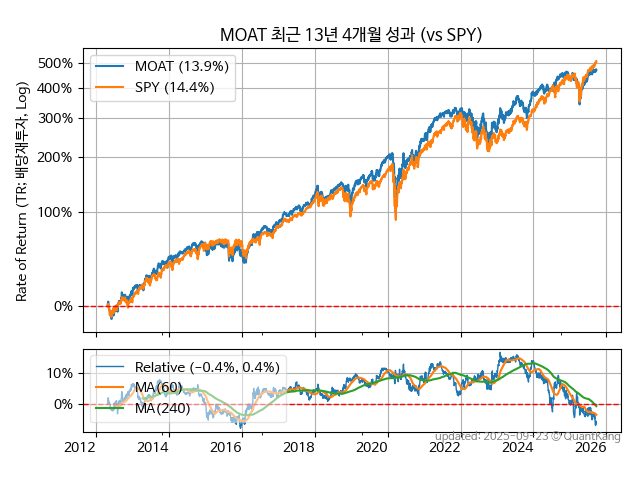 MOAT 최근 13년 4개월 성과 (vs SPY)
Rate of Return (TR: 배당재투자, Log)
500%
400%
300%
200%
100%
0%
MOAT (13.9%)
SPY (14.4%)
10%
0%
Relative (−0.4%, 0.4%)
MA(60)
MA(240)
updated: 2025-09-23 © QuantKang
2012 2014 2016 2018 2020 2022 2024 2026